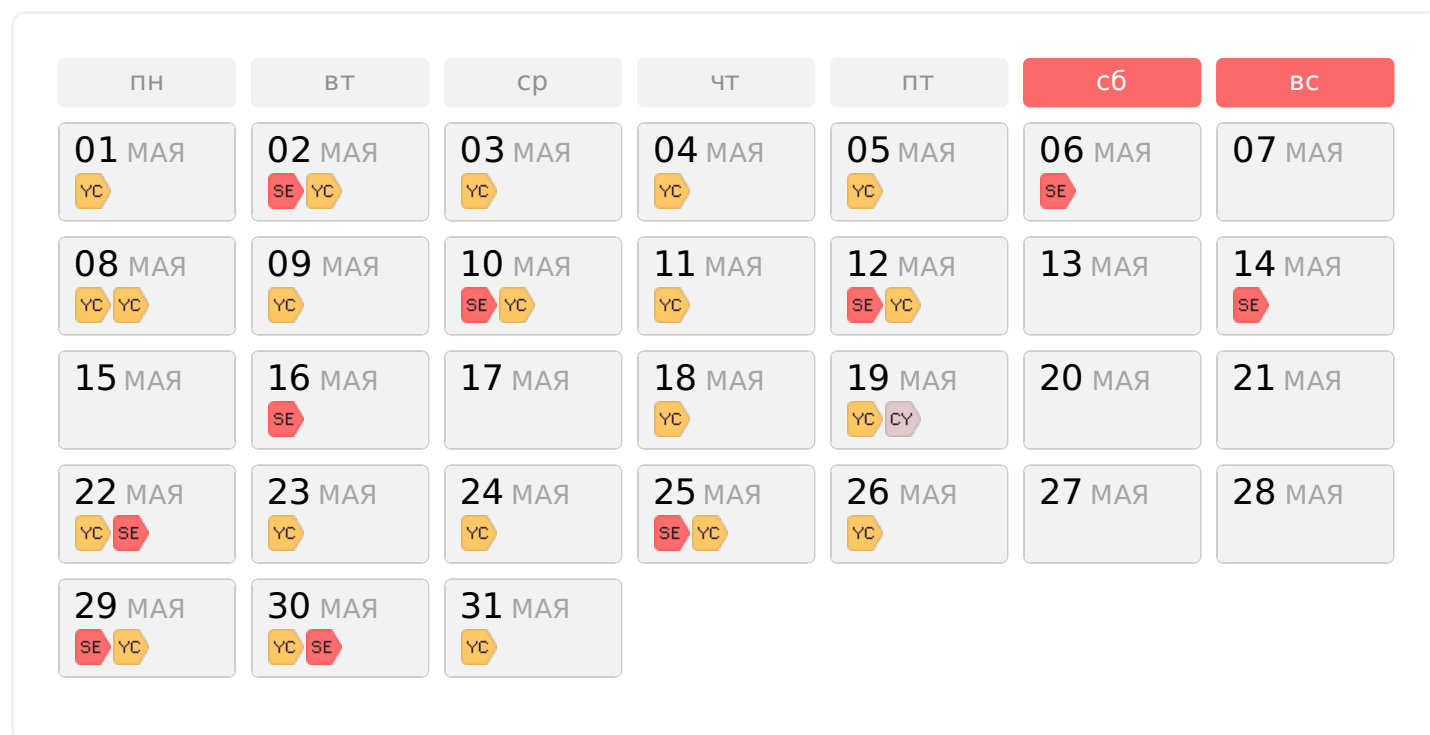 пн вт ср чт пт сб вс
01 МАЯ 02 МАЯ 03 МАЯ 04 МАЯ 05 МАЯ 06 МАЯ 07 МАЯ
YC SE YC YC YC YC SE
08 МАЯ 09 МАЯ 10 МАЯ 11 МАЯ 12 МАЯ 13 МАЯ 14 МАЯ
YC YC YC SE YC YC SE YC SE
15 МАЯ 16 МАЯ 17 МАЯ 18 МАЯ 19 МАЯ 20 МАЯ 21 МАЯ
SE YC YC CY
22 МАЯ 23 МАЯ 24 МАЯ 25 МАЯ 26 МАЯ 27 МАЯ 28 МАЯ
YC SE YC YC SE YC YC
29 МАЯ 30 МАЯ 31 МАЯ
SE YC YC SE YC